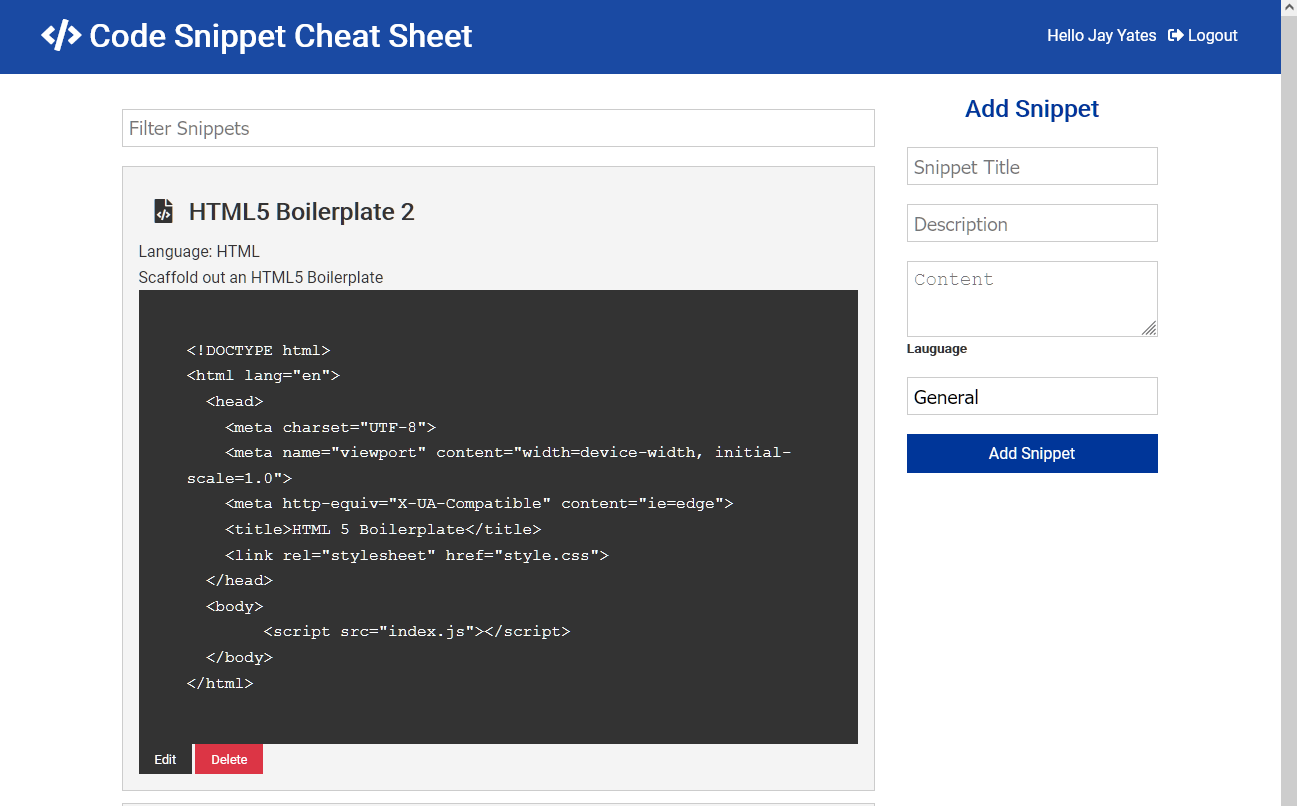 </> Code Snippet Cheat Sheet
Hello Jay Yates Logout
Filter Snippets
HTML5 Boilerplate 2
Language: HTML
Scaffold out an HTML5 Boilerplate
<!DOCTYPE html>
<html lang="en">
  <head>
    <meta charset="UTF-8">
    <meta name="viewport" content="width=device-width, initial-
scale=1.0">
    <meta http-equiv="X-UA-Compatible" content="ie=edge">
    <title>HTML 5 Boilerplate</title>
    <link rel="stylesheet" href="style.css">
  </head>
  <body>
        <script src="index.js"></script>
  </body>
</html>
Edit Delete
Add Snippet
Snippet Title
Description
Content
Lauguage
General
Add Snippet